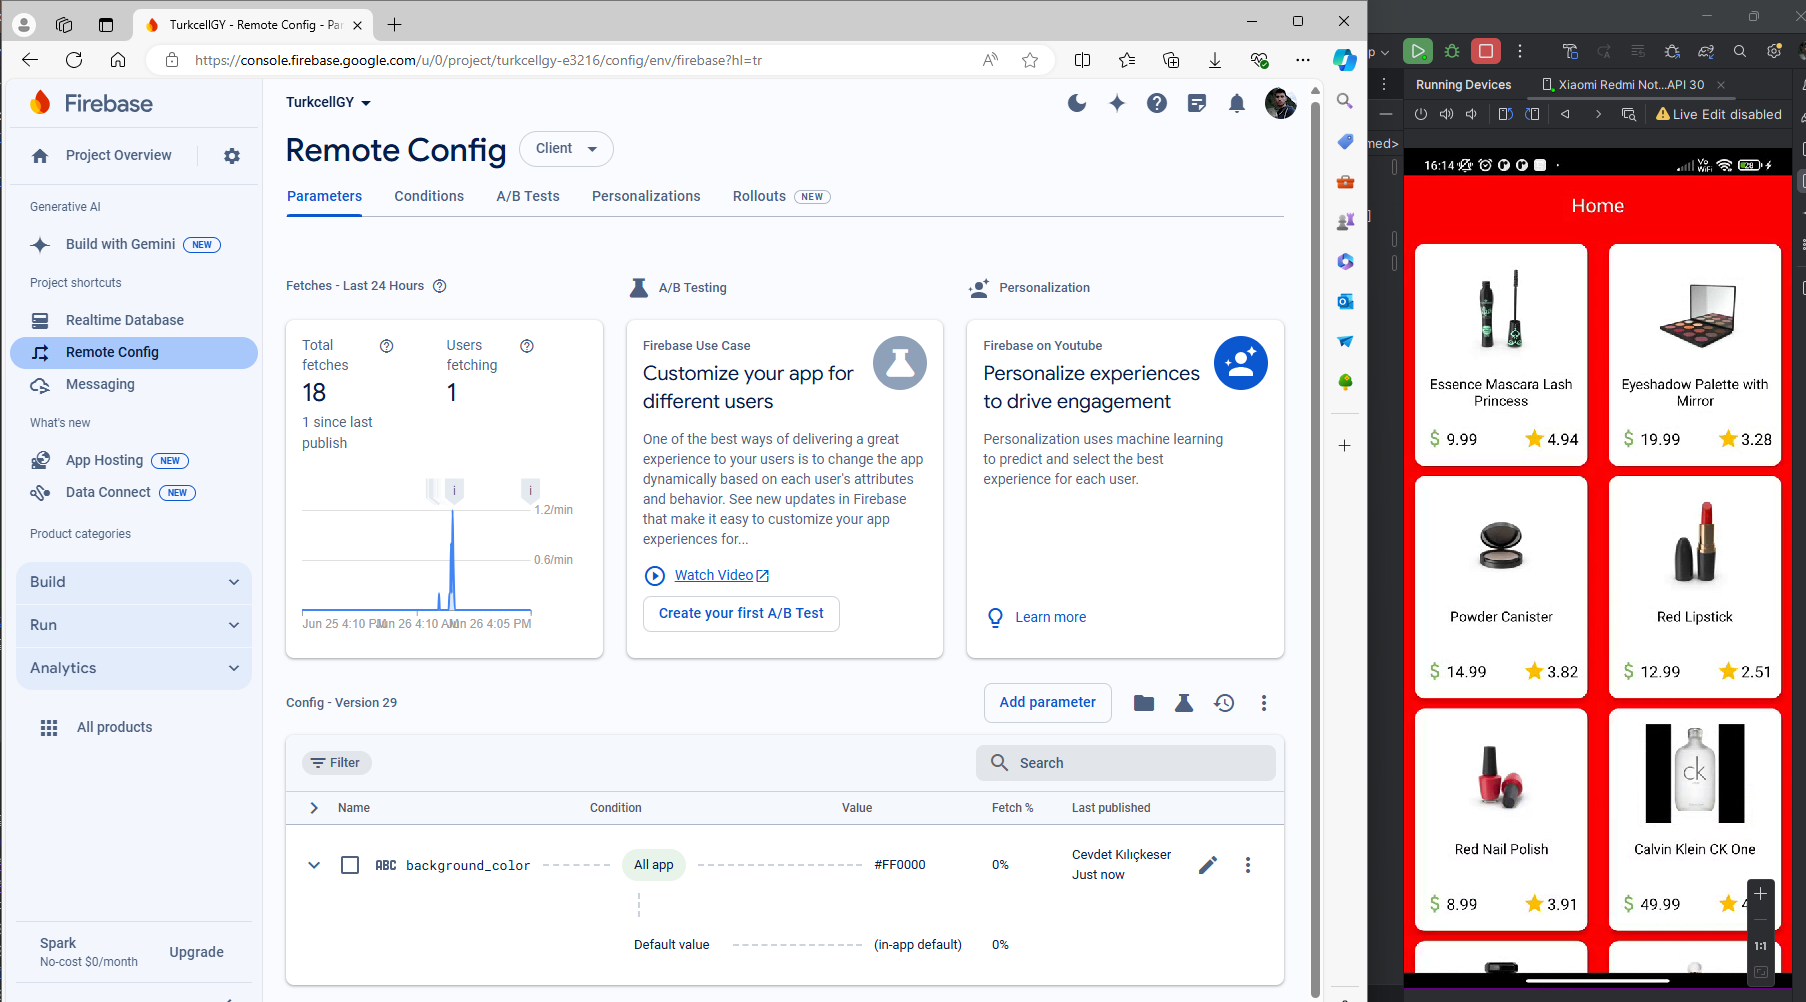 TurkcellGY - Remote Config - Par
https://console.firebase.google.com/u/0/project/turkcellgy-e3216/config/env/firebase?hl=tr
Firebase
Project Overview
Generative AI
Build with Gemini NEW
Project shortcuts
Realtime Database
Remote Config
Messaging
What's new
App Hosting NEW
Data Connect NEW
Product categories
Build
Run
Analytics
All products
Spark
No-cost $0/month
Upgrade
TurkcellGY
Remote Config
Client
Parameters
Conditions
A/B Tests
Personalizations
Rollouts NEW
Fetches - Last 24 Hours
Total
fetches
18
1 since last
publish
Users
fetching
1
1.2/min
0.6/min
Jun 25 4:10 PM
Jun 26 4:10 AM
Jun 26 4:05 PM
A/B Testing
Firebase Use Case
Customize your app for
different users
One of the best ways of delivering a great
experience to your users is to change the app
dynamically based on each user's attributes
and behavior. See new updates in Firebase
that make it easy to customize your app
experiences for...
Watch Video
Create your first A/B Test
Personalization
Firebase on Youtube
Personalize experiences
to drive engagement
Personalization uses machine learning
to predict and select the best
experience for each user.
Learn more
Config - Version 29
Add parameter
Filter
Search
Name
Condition
Value
Fetch %
Last published
ABC background_color
All app
#FF0000
0%
Cevdet Kılıçkeser
Just now
Default value
(in-app default)
0%
p
med>
]
Running Devices
Xiaomi Redmi Not...API 30
Live Edit disabled
16:14
Vo
WiFi
28
Home
Essence Mascara Lash
Princess
$ 9.99
4.94
Eyeshadow Palette with
Mirror
$ 19.99
3.28
Powder Canister
$ 14.99
3.82
Red Lipstick
$ 12.99
2.51
Red Nail Polish
$ 8.99
3.91
ck
Calvin Klein CK One
$ 49.99
1:1